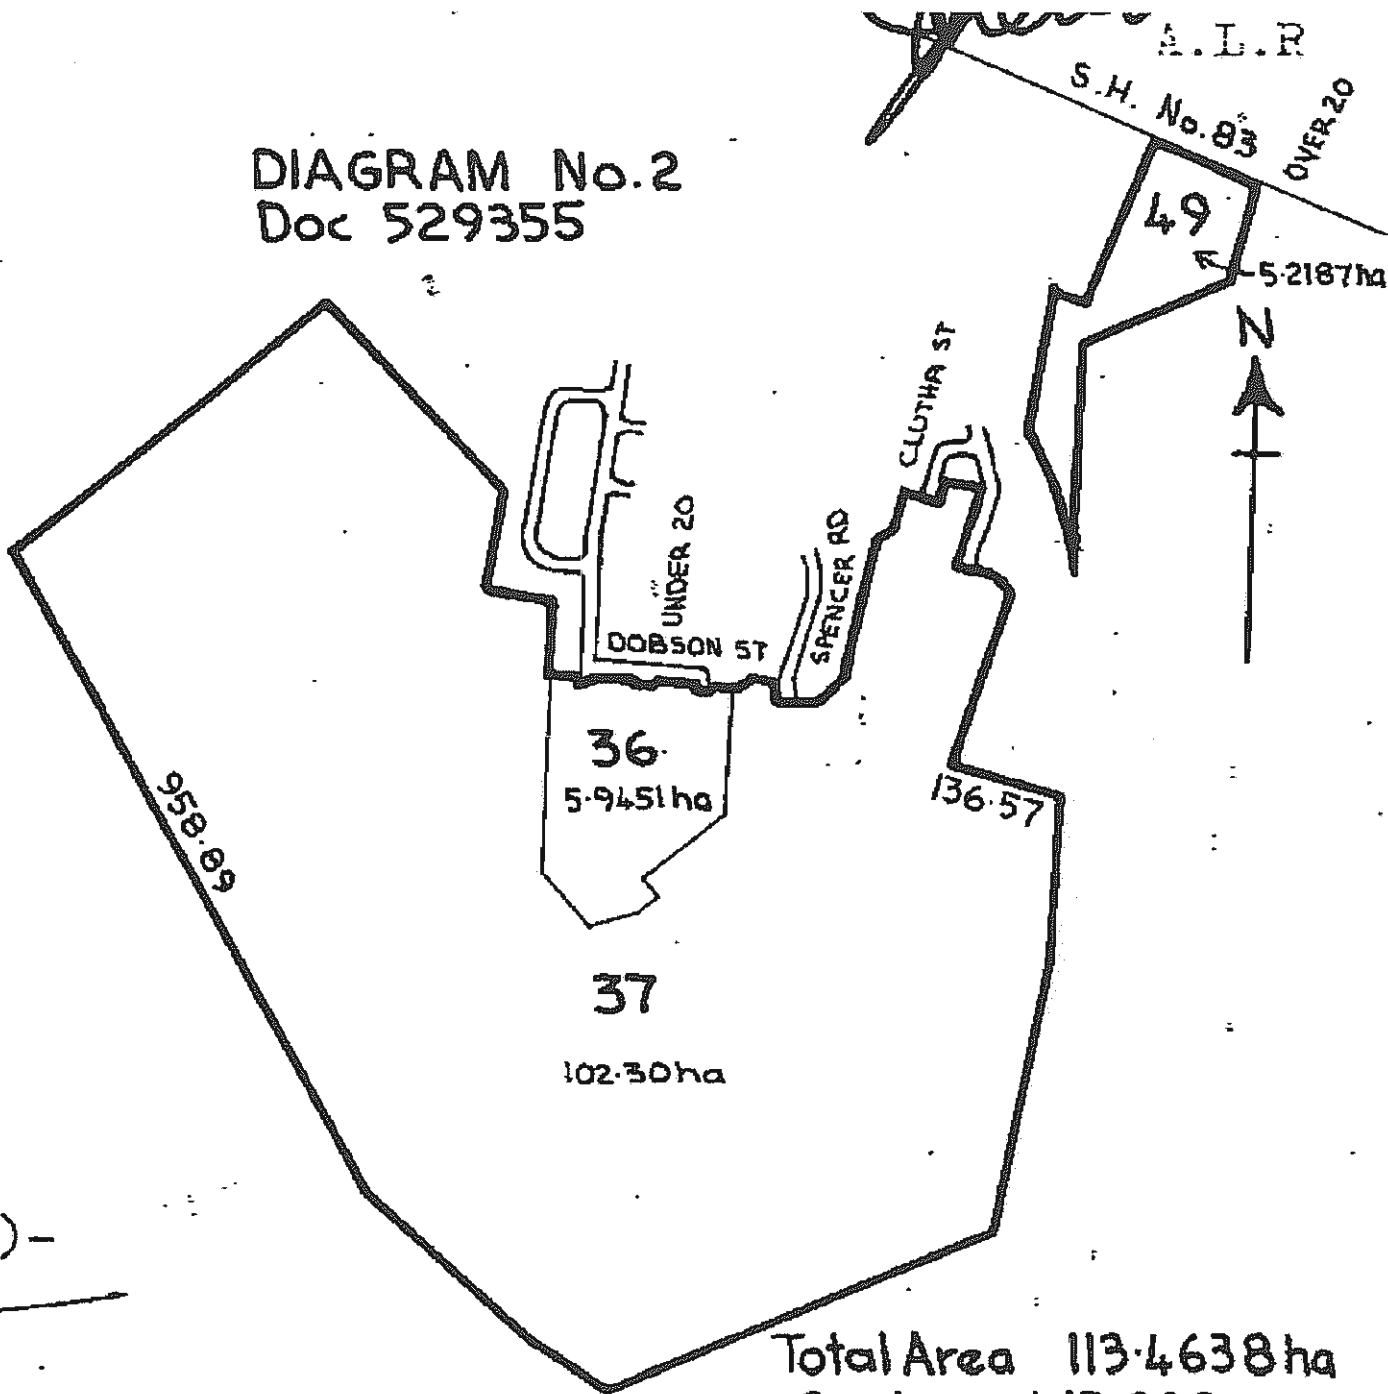 A.L.R
S.H. No. 83
OVER 20
DIAGRAM No. 2
Doc 529355
49
5.2187ha
N
CLUTHA ST
UNDER 20
SPENCER RD
DOBSON ST
36
5.9451ha
136.57
958.89
37
102.30ha
Total Area 113.4638ha